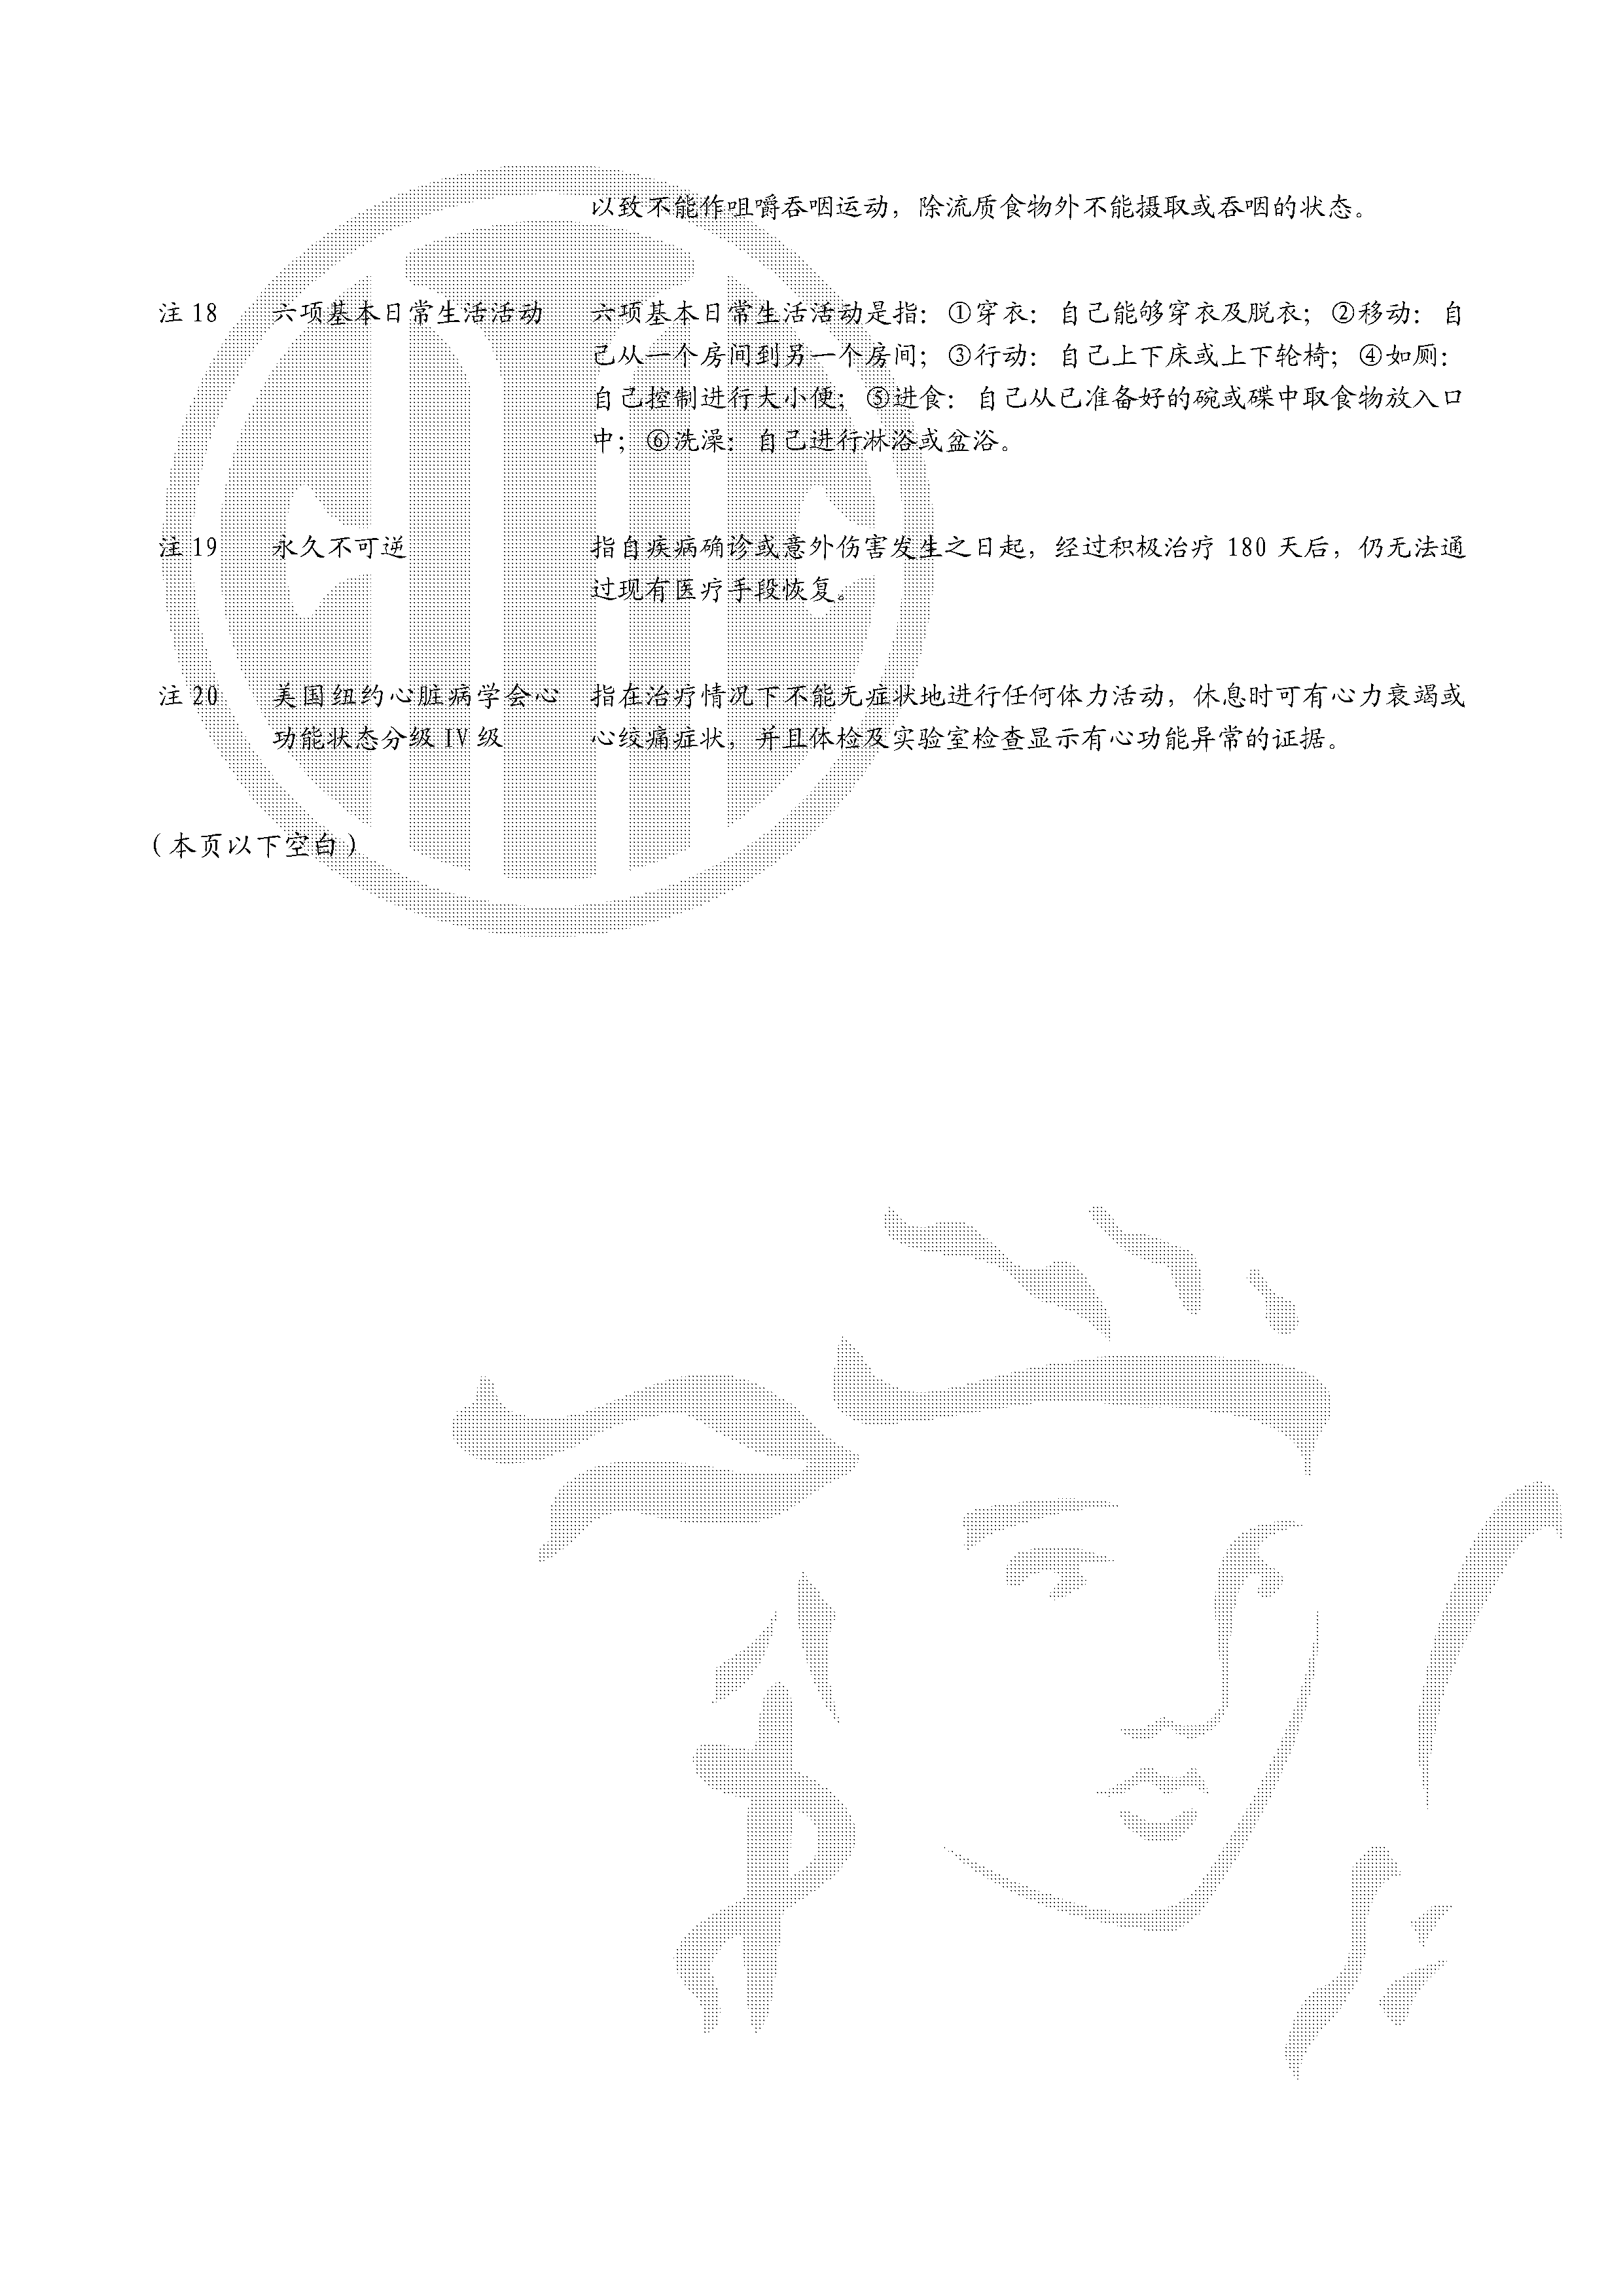 以致不能作咀嚼吞咽运动，除流质食物外不能摄取或吞咽的状态。
注 18 六项基本日常生活活动 六项基本日常生活活动是指：①穿衣：自己能够穿衣及脱衣；②移动：自
己从一个房间到另一个房间；③行动：自己上下床或上下轮椅；④如厕：
自己控制进行大小便；⑤进食：自己从已准备好的碗或碟中取食物放入口
中；⑥洗澡：自己进行淋浴或盆浴。
注 19 永久不可逆 指自疾病确诊或意外伤害发生之日起，经过积极治疗 180 天后，仍无法通
过现有医疗手段恢复。
注 20 美国纽约心脏病学会心 指在治疗情况下不能无症状地进行任何体力活动，休息时可有心力衰竭或
功能状态分级 IV 级 心绞痛症状，并且体检及实验室检查显示有心功能异常的证据。
（本页以下空白）